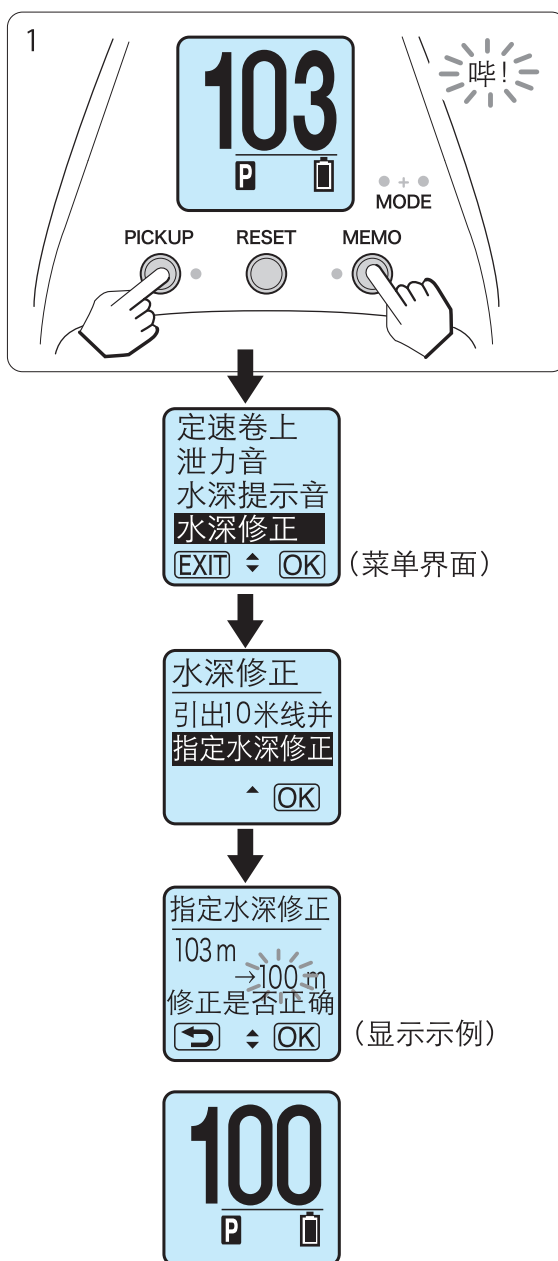 1
103
哔!
P
+
MODE
PICKUP RESET MEMO
定速卷上
泄力音
水深提示音
水深修正
EXIT OK
(菜单界面)
水深修正
引出10米线并
指定水深修正
OK
指定水深修正
103m
→100m
修正是否正确
OK
(显示示例)
100
P